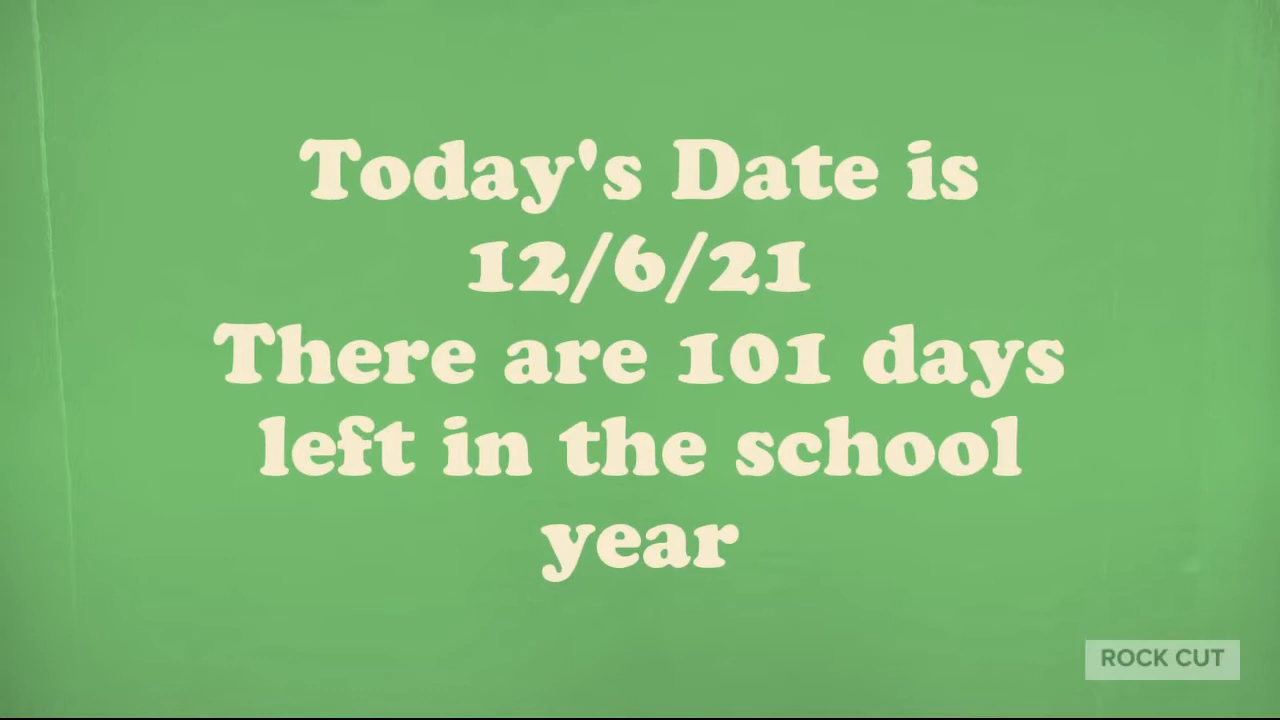 Today's Date is
12/6/21
There are 101 days
left in the school
year
ROCK CUT